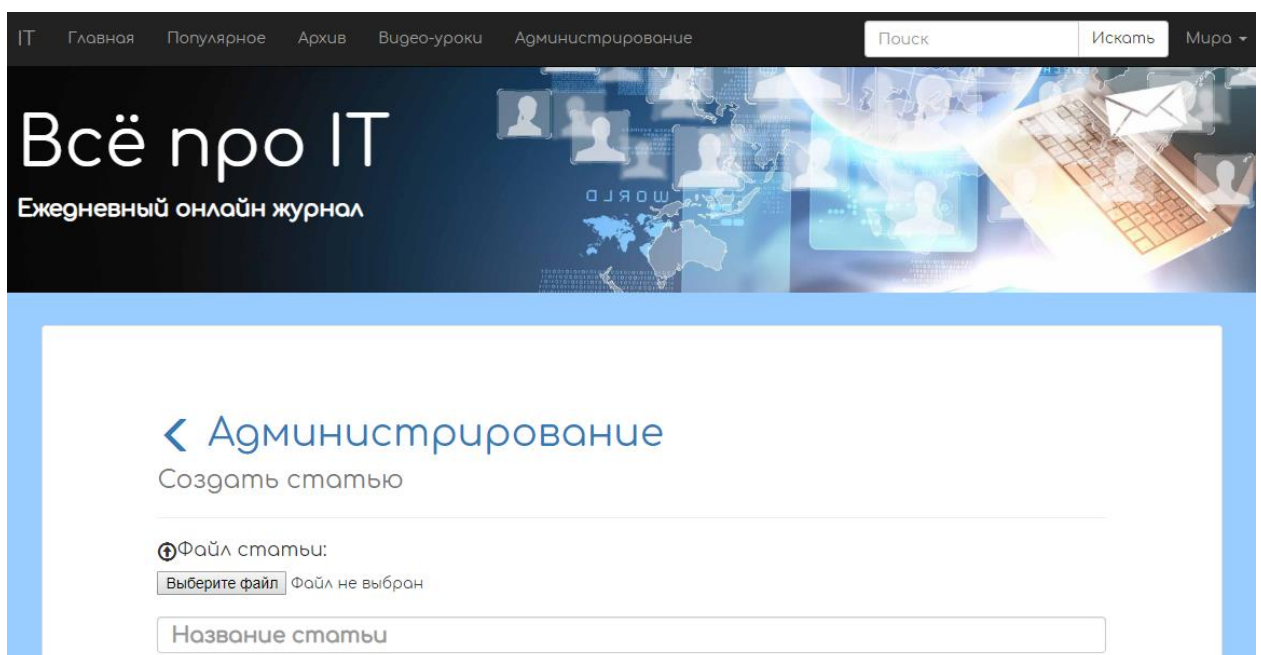 IT Главная Популярное Архив Видео-уроки Администрирование Поиск Искать Мира
Всё про IT
Ежедневный онлайн журнал
WORLD
Администрирование
Создать статью
Файл статьи:
Выберите файл Файл не выбран
Название статьи